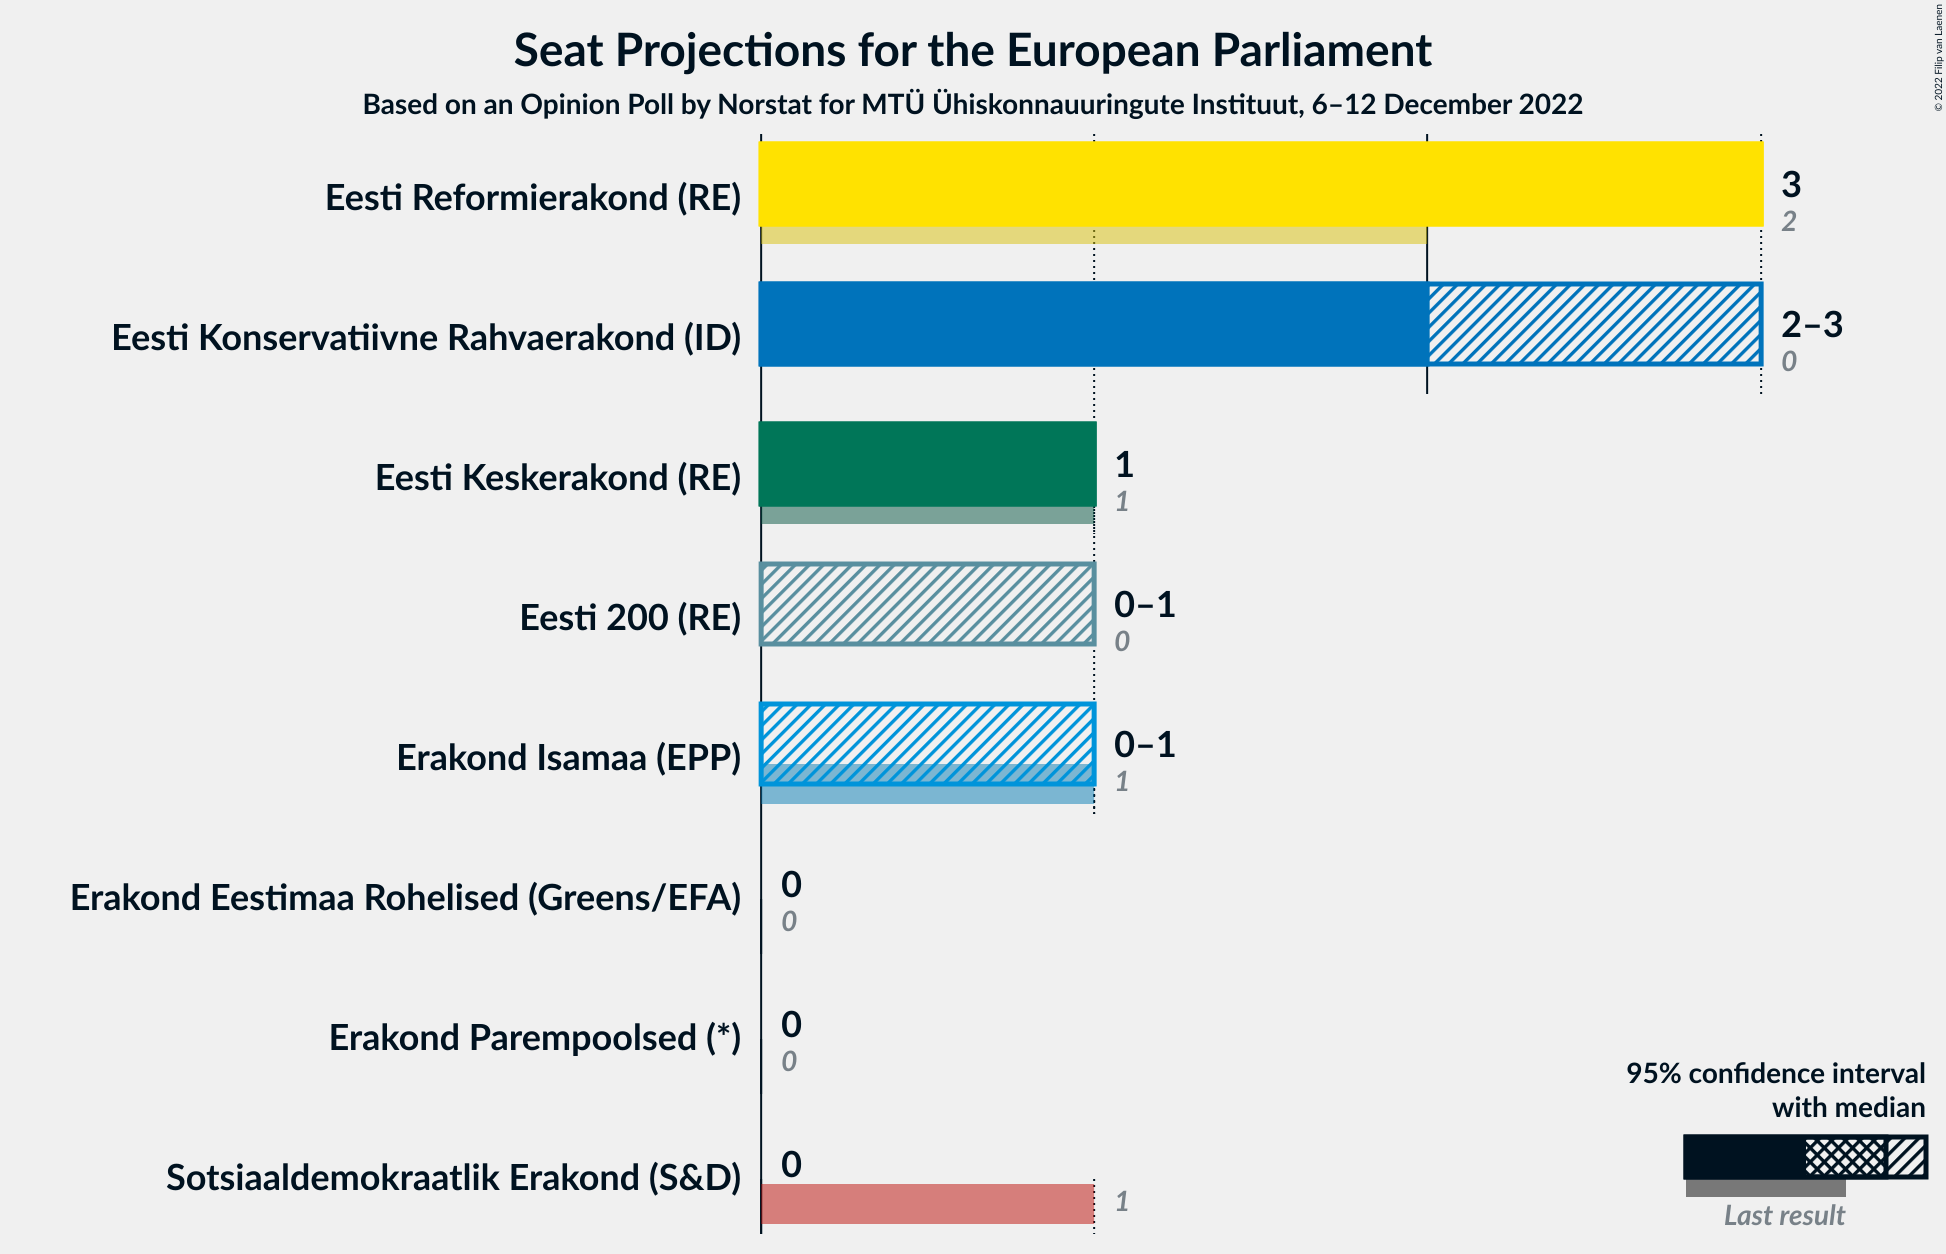 Seat Projections for the European Parliament
Based on an Opinion Poll by Norstat for MTÜ Ühiskonnauuringute Instituut, 6–12 December 2022
© 2022 Filip van Laenen
Eesti Reformierakond (RE)
3
2
Eesti Konservatiivne Rahvaerakond (ID)
2–3
0
Eesti Keskerakond (RE)
1
1
Eesti 200 (RE)
0–1
0
Erakond Isamaa (EPP)
0–1
1
Erakond Eestimaa Rohelised (Greens/EFA)
0
0
Erakond Parempoolsed (*)
0
0
Sotsiaaldemokraatlik Erakond (S&D)
0
1
95% confidence interval
with median
Last result